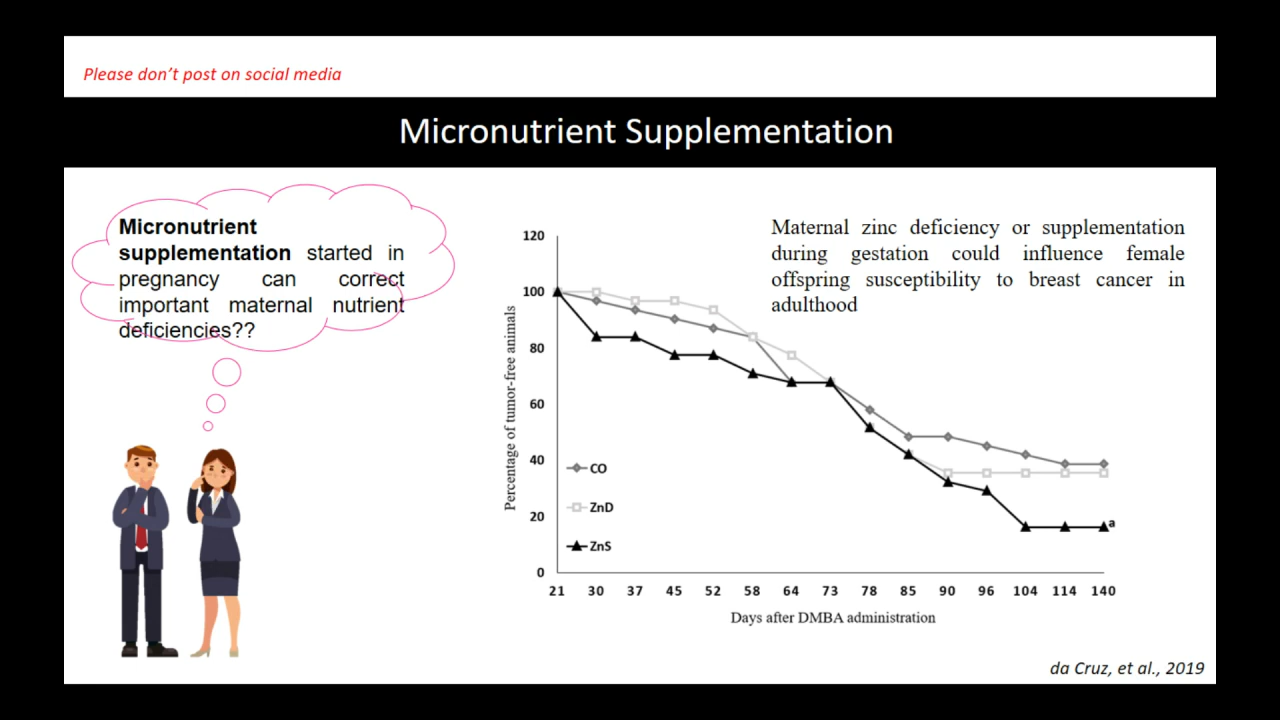 Please don't post on social media
Micronutrient Supplementation
Micronutrient
supplementation started in
pregnancy can correct
important maternal nutrient
deficiencies??
Maternal zinc deficiency or supplementation
during gestation could influence female
offspring susceptibility to breast cancer in
adulthood
Percentage of tumor-free animals
120
100
80
60
40
20
0
CO
ZnD
ZnS
a
21 30 37 45 52 58 64 73 78 85 90 96 104 114 140
Days after DMBA administration
da Cruz, et al., 2019